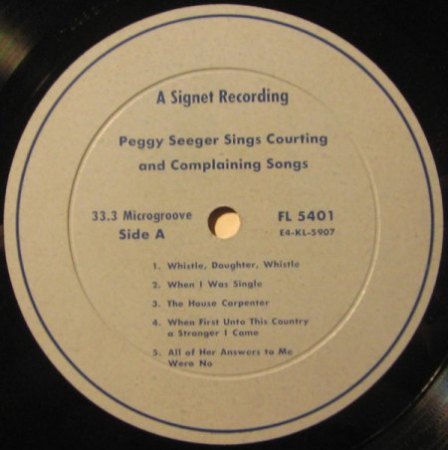 A Signet Recording
Peggy Seeger Sings Courting
and Complaining Songs
33.3 Microgroove FL 5401
Side A E4-KL-5907
1. Whistle, Daughter, Whistle
2. When I Was Single
3. The House Carpenter
4. When First Unto This Country
a Stranger I Came
5. All of Her Answers to Me
Were No